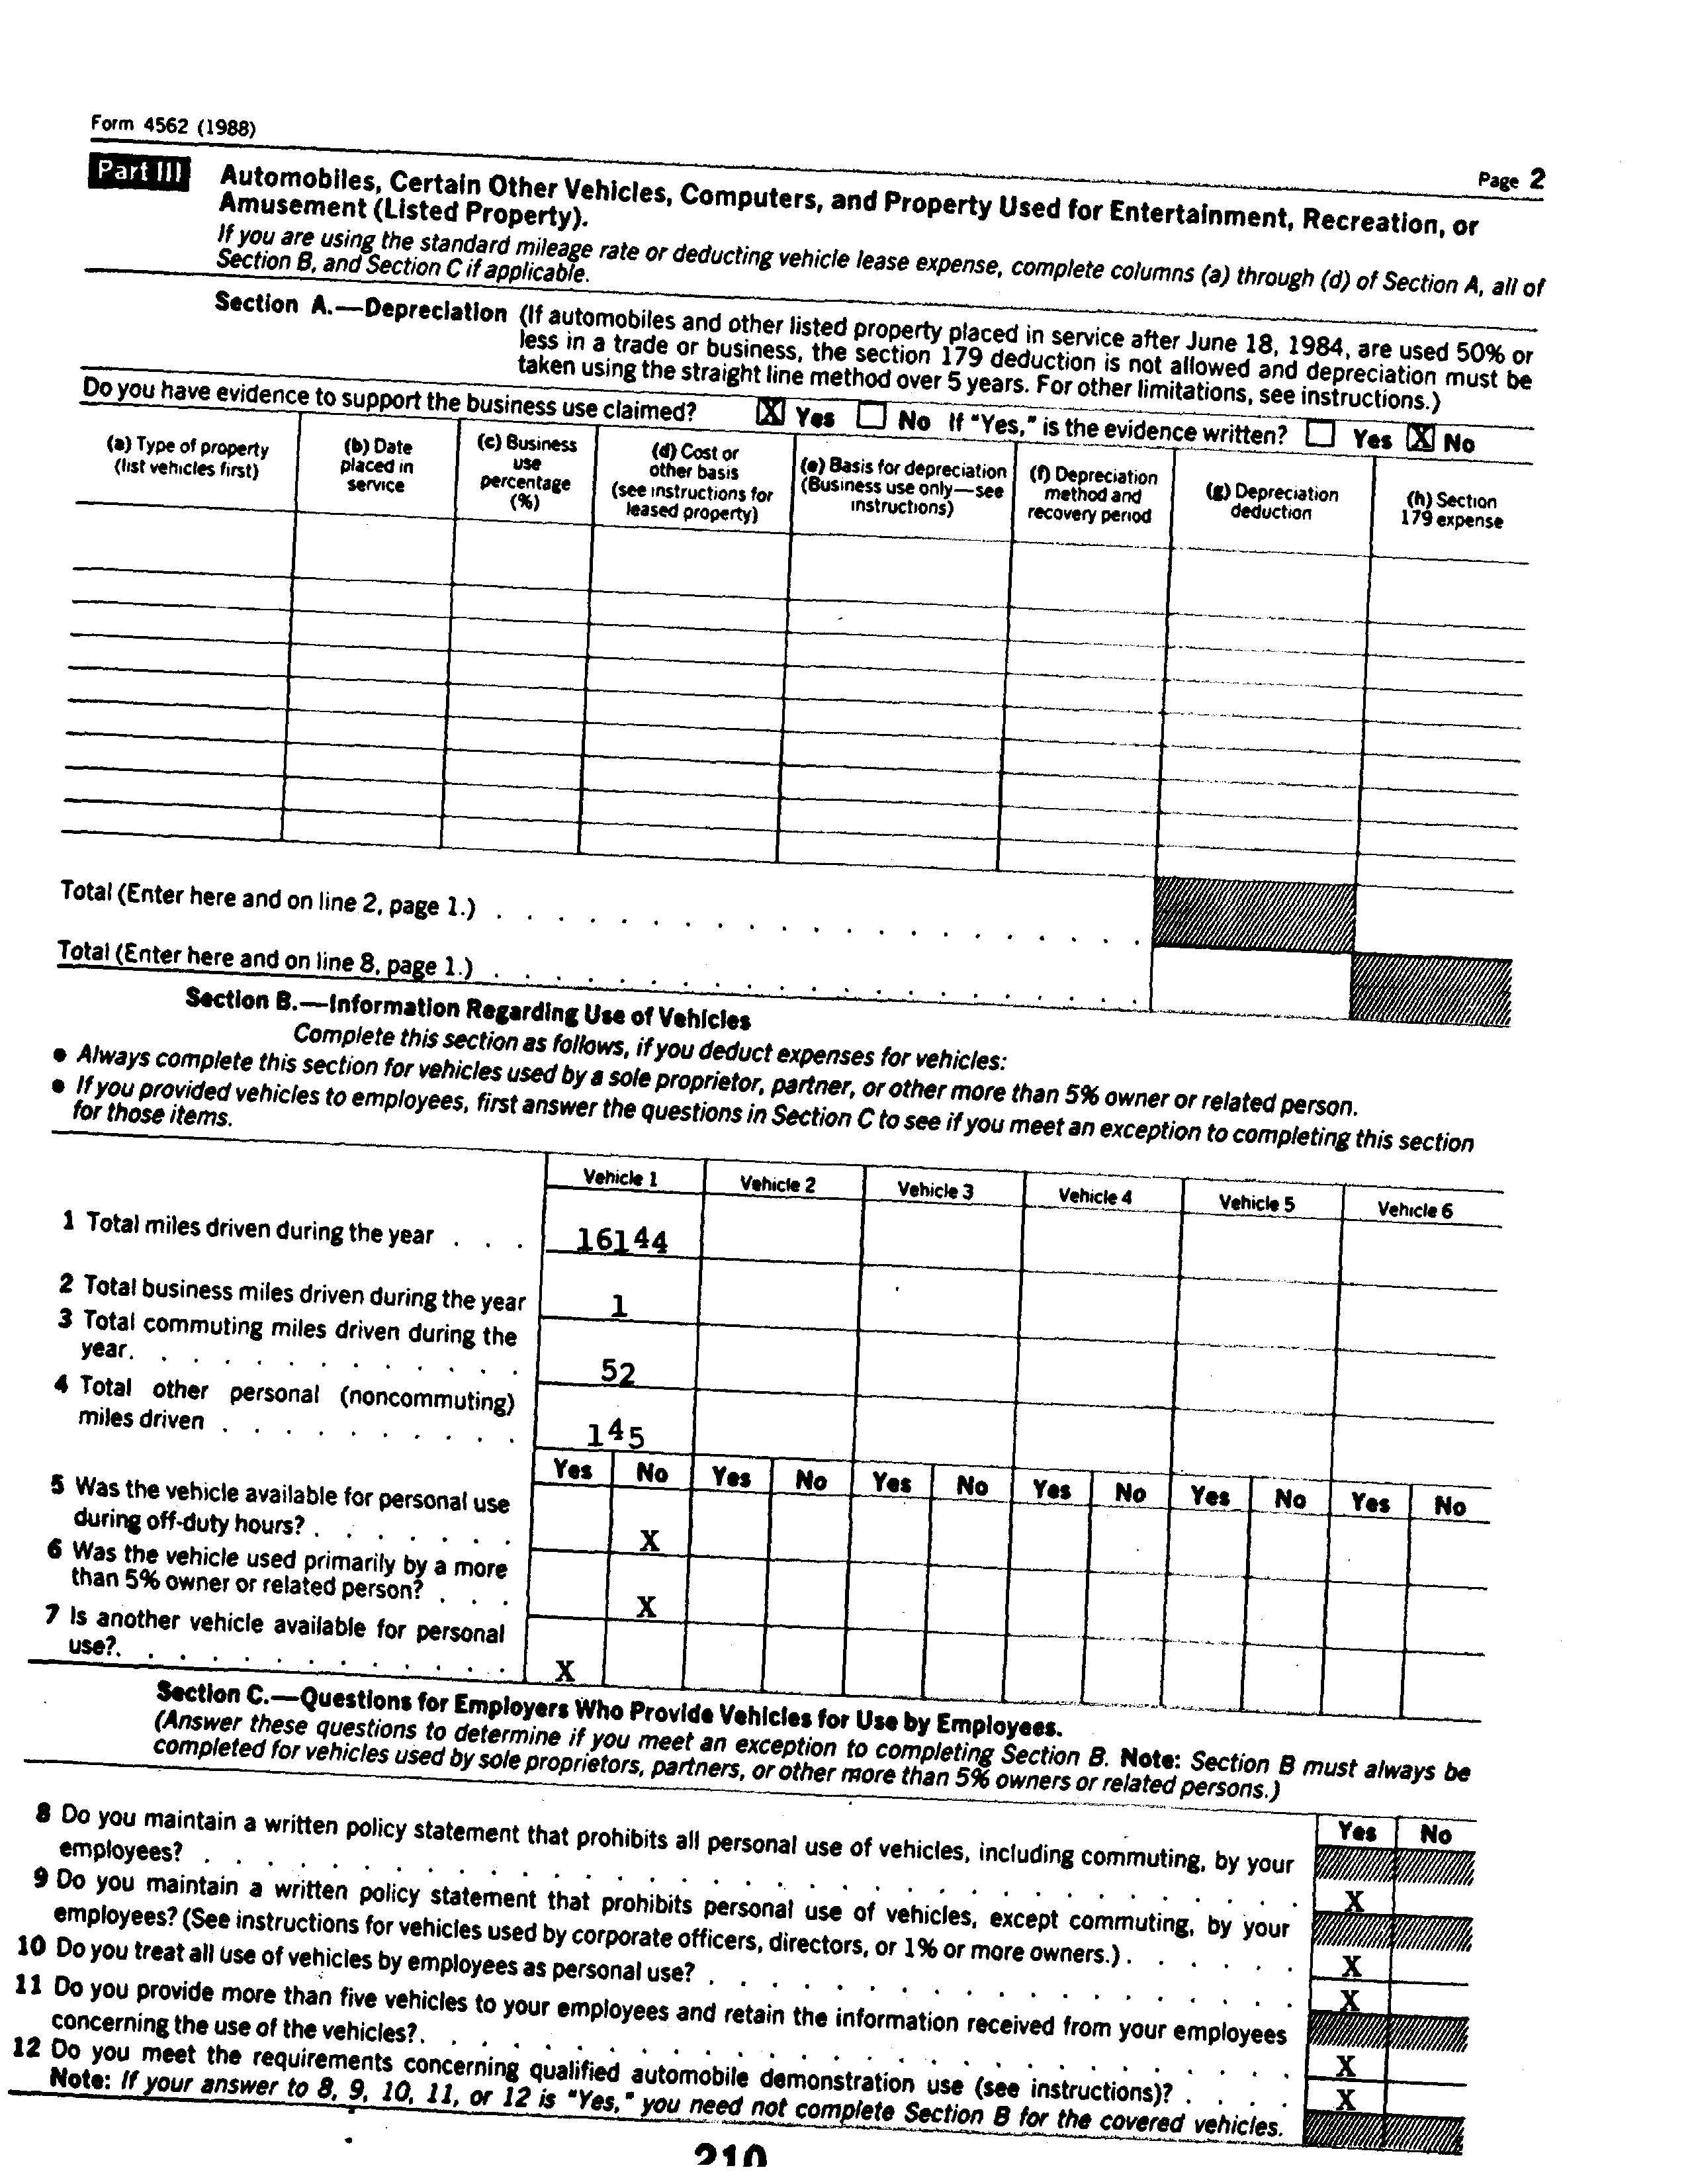 Form 4562 (1988)
Page 2
Part III Automobiles, Certain Other Vehicles, Computers, and Property Used for Entertainment, Recreation, or
Amusement (Listed Property).
If you are using the standard mileage rate or deducting vehicle lease expense, complete columns (a) through (d) of Section A, all of
Section B, and Section C if applicable.
Section A.—Depreciation (If automobiles and other listed property placed in service after June 18, 1984, are used 50% or
less in a trade or business, the section 179 deduction is not allowed and depreciation must be
taken using the straight line method over 5 years. For other limitations, see instructions.)
Do you have evidence to support the business use claimed? X Yes No If "Yes," is the evidence written? Yes X No
(a) Type of property
(list vehicles first)
(b) Date
placed in
service
(c) Business
use
percentage
(%)
(d) Cost or
other basis
(see instructions for
leased property)
(e) Basis for depreciation
(Business use only—see
instructions)
(f) Depreciation
method and
recovery period
(g) Depreciation
deduction
(h) Section
179 expense
Total (Enter here and on line 2, page 1.) . . . . . . . . . . . . . . . . . . . . .
Total (Enter here and on line 8, page 1.) . . . . . . . . . . . . . . . . . . . . .
Section B.—Information Regarding Use of Vehicles
Complete this section as follows, if you deduct expenses for vehicles:
● Always complete this section for vehicles used by a sole proprietor, partner, or other more than 5% owner or related person.
● If you provided vehicles to employees, first answer the questions in Section C to see if you meet an exception to completing this section
for those items.
Vehicle 1 Vehicle 2 Vehicle 3 Vehicle 4 Vehicle 5 Vehicle 6
1 Total miles driven during the year . . . 16144
2 Total business miles driven during the year 1
3 Total commuting miles driven during the
year. . . . . . . . . . . . . 52
4 Total other personal (noncommuting)
miles driven . . . . . . . . . . 145
Yes No Yes No Yes No Yes No Yes No Yes No
5 Was the vehicle available for personal use
during off-duty hours? . . . . . . . X
6 Was the vehicle used primarily by a more
than 5% owner or related person? . . . X
7 Is another vehicle available for personal
use?. . . . . . . . . . . . . X
Section C.—Questions for Employers Who Provide Vehicles for Use by Employees.
(Answer these questions to determine if you meet an exception to completing Section B. Note: Section B must always be
completed for vehicles used by sole proprietors, partners, or other more than 5% owners or related persons.)
Yes No
8 Do you maintain a written policy statement that prohibits all personal use of vehicles, including commuting, by your
employees? . . . . . . . . . . . . . . . . . . . . . . . . . . . . . . . . . . . X
9 Do you maintain a written policy statement that prohibits personal use of vehicles, except commuting, by your
employees? (See instructions for vehicles used by corporate officers, directors, or 1% or more owners.) . . . . . . X
10 Do you treat all use of vehicles by employees as personal use? . . . . . . . . . . . . . . . . . . . X
11 Do you provide more than five vehicles to your employees and retain the information received from your employees
concerning the use of the vehicles?. . . . . . . . . . . . . . . . . . . . . . . . . . . . X
12 Do you meet the requirements concerning qualified automobile demonstration use (see instructions)? . . . . X
Note: If your answer to 8, 9, 10, 11, or 12 is "Yes," you need not complete Section B for the covered vehicles.
210